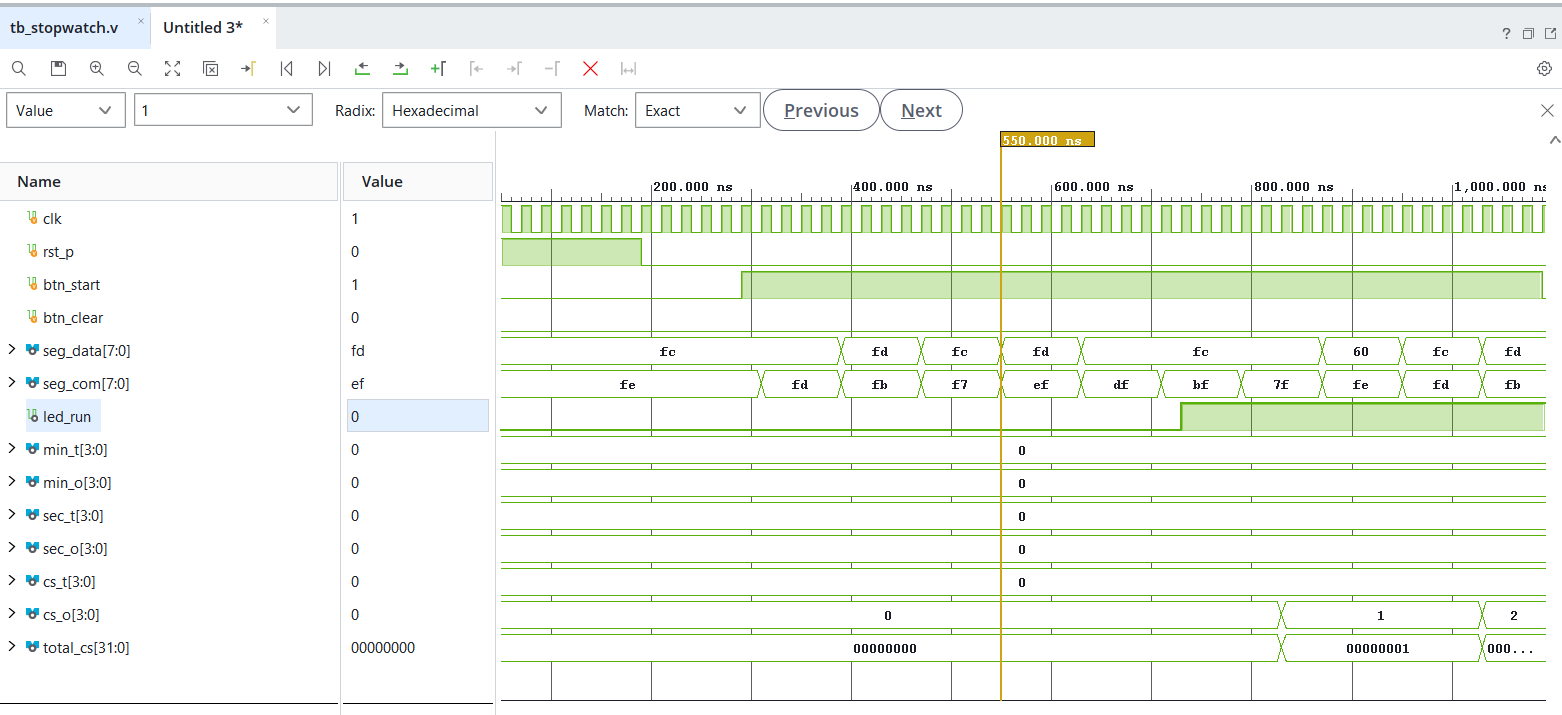 tb_stopwatch.v × Untitled 3* ×
?
Value 1 Radix: Hexadecimal Match: Exact Previous Next
550.000 ns
Name Value
200.000 ns 400.000 ns 600.000 ns 800.000 ns 1,000.000 ns
clk 1
rst_p 0
btn_start 1
btn_clear 0
seg_data[7:0] fd fc fd fc fd fc 60 fc fd
seg_com[7:0] ef fe fd fb f7 ef df bf 7f fe fd fb
led_run 0
min_t[3:0] 0 0
min_o[3:0] 0 0
sec_t[3:0] 0 0
sec_o[3:0] 0 0
cs_t[3:0] 0 0
cs_o[3:0] 0 0 1 2
total_cs[31:0] 00000000 00000000 00000001 000...